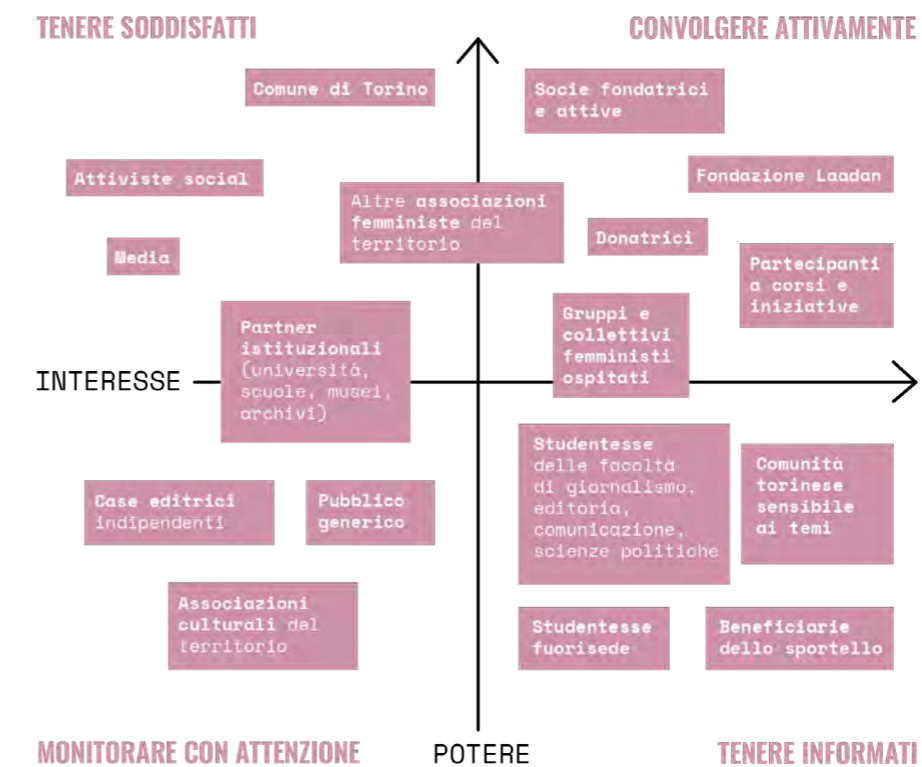 TENERE SODDISFATTI
CONVOLGERE ATTIVAMENTE
Comune di Torino
Socie fondatrici
e attive
Attiviste social
Fondazione Laadan
Altre associazioni
femministe del
territorio
Donatrici
Media
Partecipanti
a corsi e
iniziative
Partner
istituzionali
(università,
scuole, musei,
archivi)
Gruppi e
collettivi
femministi
ospitati
INTERESSE
Studentesse
delle facoltà
di giornalismo,
editoria,
comunicazione,
scienze politiche
Comunità
torinese
sensibile
ai temi
Case editrici
indipendenti
Pubblico
generico
Associazioni
culturali del
territorio
Studentesse
fuorisede
Beneficiarie
dello sportello
MONITORARE CON ATTENZIONE
POTERE
TENERE INFORMATI